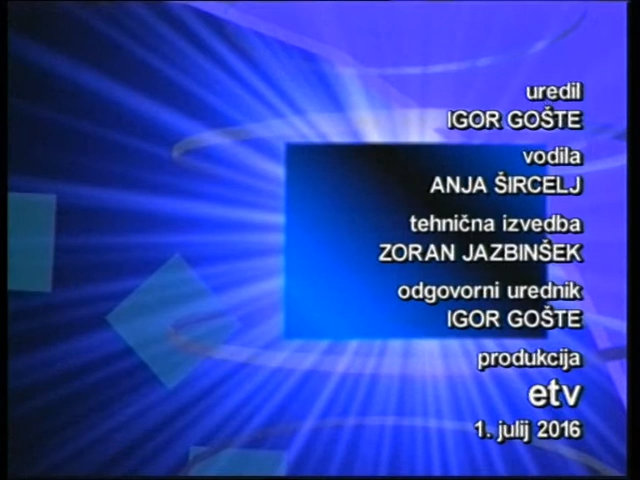 uredil
IGOR GOŠTE
vodila
ANJA ŠIRCELJ
tehnična izvedba
ZORAN JAZBINŠEK
odgovorni urednik
IGOR GOŠTE
produkcija
etv
1. julij 2016